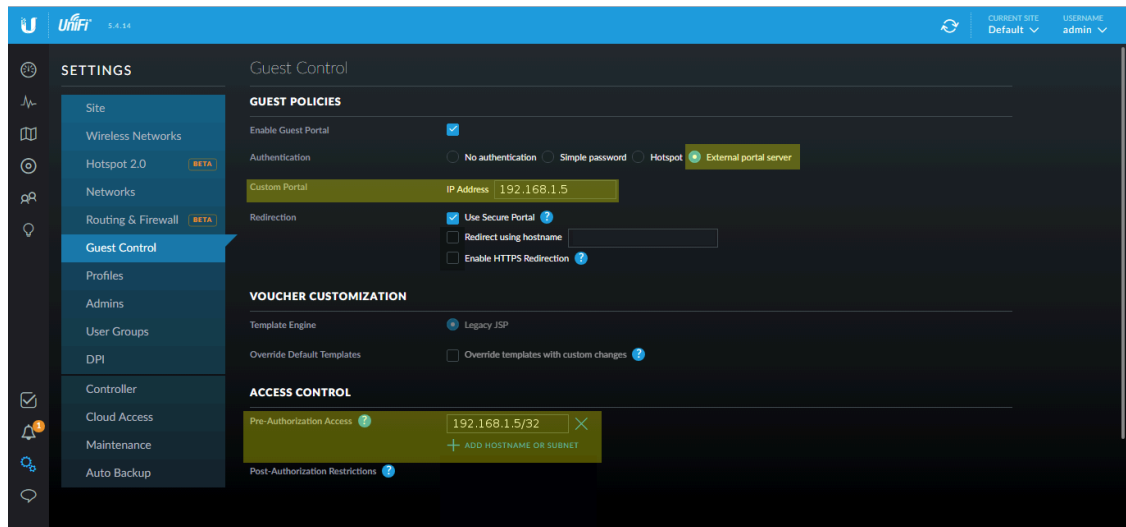 UniFi 5.4.14
CURRENT SITE
Default
USERNAME
admin
SETTINGS
Site
Wireless Networks
Hotspot 2.0 BETA
Networks
Routing & Firewall BETA
Guest Control
Profiles
Admins
User Groups
DPI
Controller
Cloud Access
Maintenance
Auto Backup
1
Guest Control
GUEST POLICIES
Enable Guest Portal
Authentication No authentication Simple password Hotspot External portal server
Custom Portal IP Address 192.168.1.5
Redirection Use Secure Portal ?
Redirect using hostname
Enable HTTPS Redirection ?
VOUCHER CUSTOMIZATION
Template Engine Legacy JSP
Override Default Templates Override templates with custom changes ?
ACCESS CONTROL
Pre-Authorization Access ? 192.168.1.5/32
ADD HOSTNAME OR SUBNET
Post-Authorization Restrictions ?